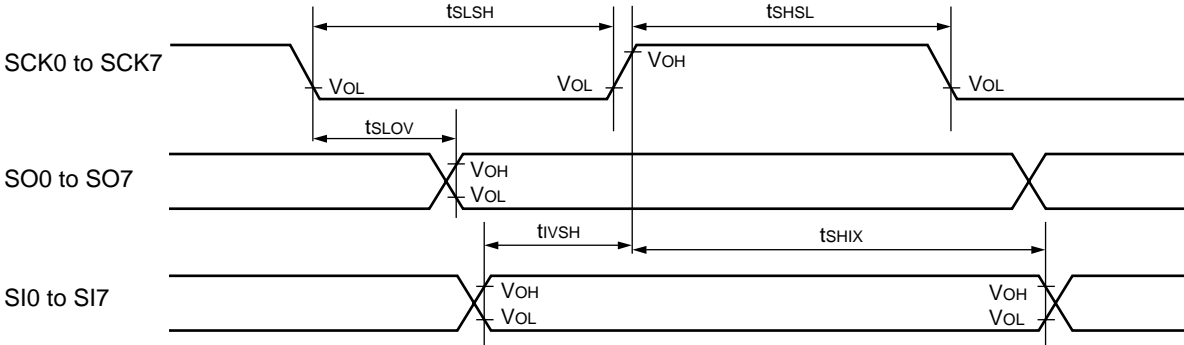 tSLSH tSHSL
SCK0 to SCK7
VOH
VOL VOL VOL
tSLOV
SO0 to SO7
VOH
VOL
tIVSH tSHIX
SI0 to SI7
VOH VOH
VOL VOL